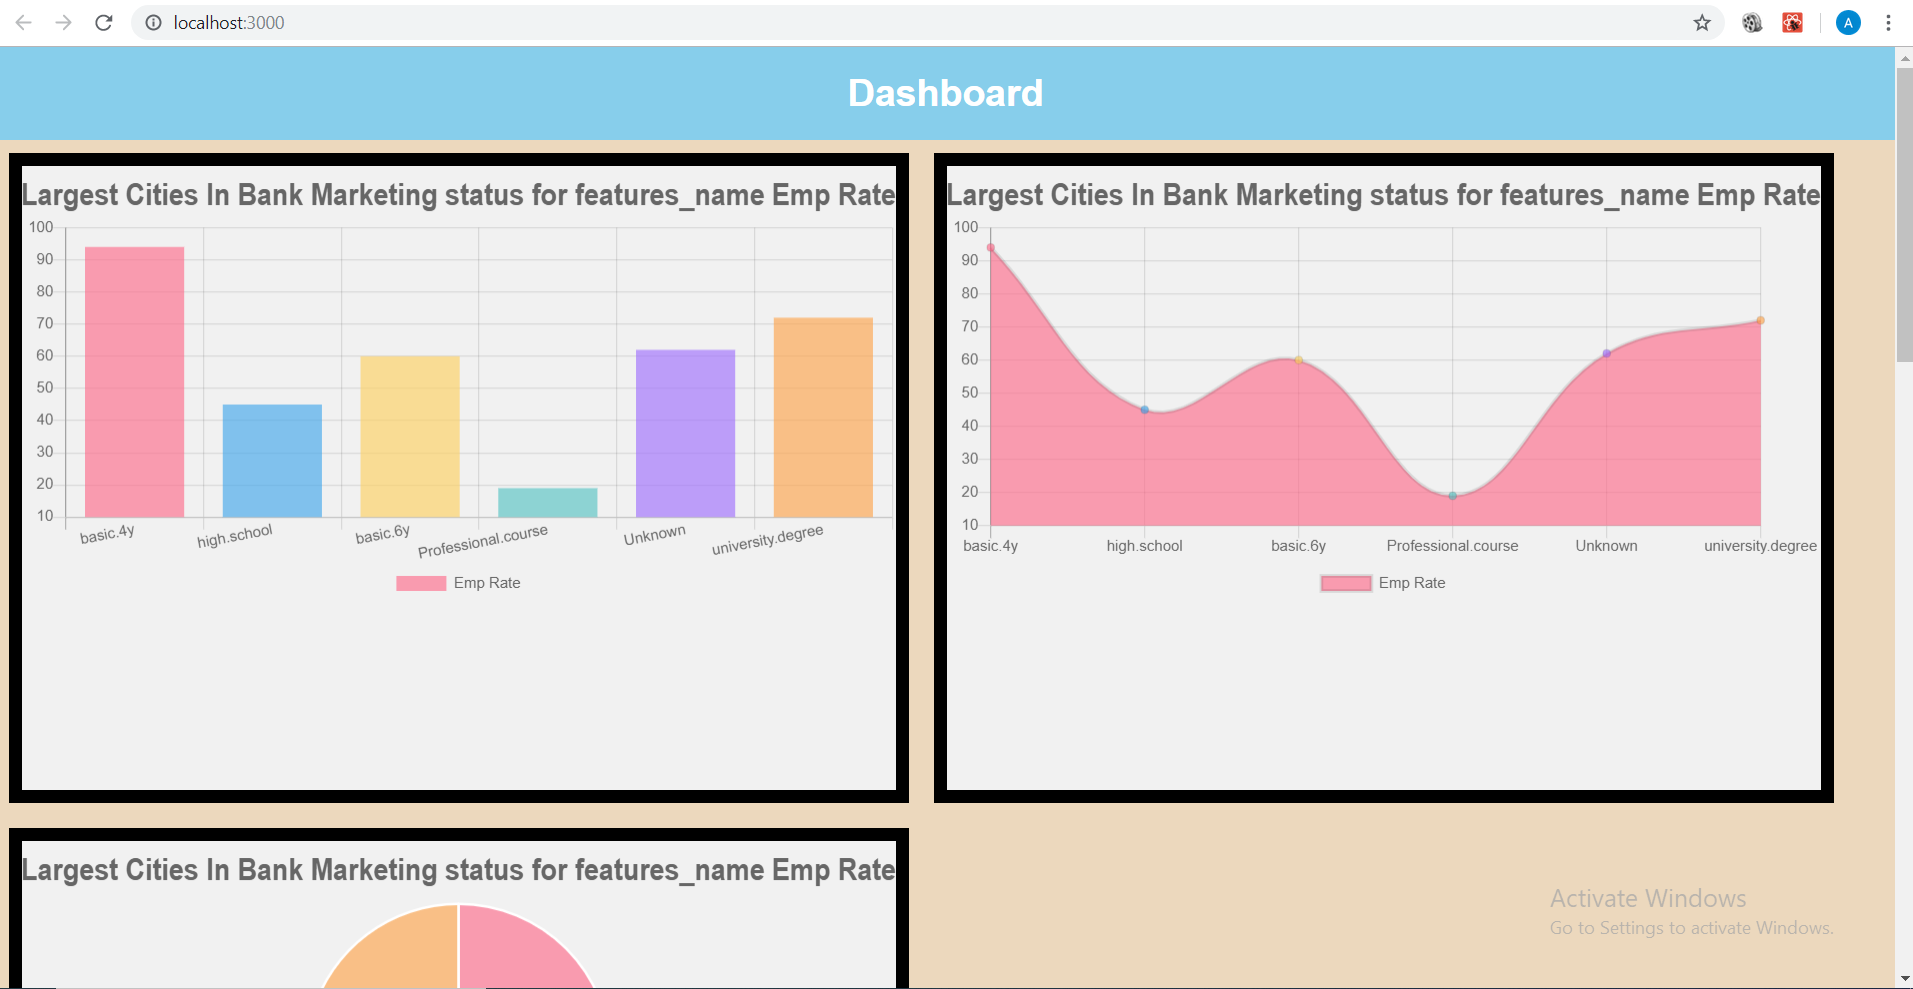 localhost:3000
A
Dashboard
Largest Cities In Bank Marketing status for features_name Emp Rate
100
90
80
70
60
50
40
30
20
10
basic.4y high.school basic.6y Professional.course Unknown university.degree
Emp Rate
Largest Cities In Bank Marketing status for features_name Emp Rate
100
90
80
70
60
50
40
30
20
10
basic.4y high.school basic.6y Professional.course Unknown university.degree
Emp Rate
Largest Cities In Bank Marketing status for features_name Emp Rate
Activate Windows
Go to Settings to activate Windows.